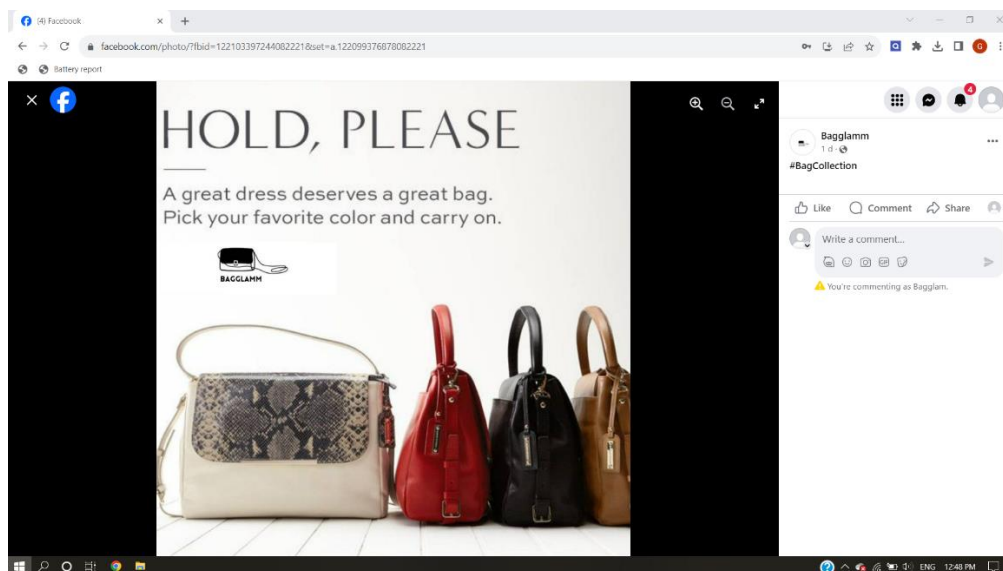 (4) Facebook
facebook.com/photo/?fbid=122103397244082221&set=a.122099376878082221
G
Battery report
4
HOLD, PLEASE
A great dress deserves a great bag.
Pick your favorite color and carry on.
BAGGLAMM
Bagglamm
1 d
#BagCollection
Like Comment Share
Write a comment...
GIF
You're commenting as Bagglam.
ENG 12:48 PM